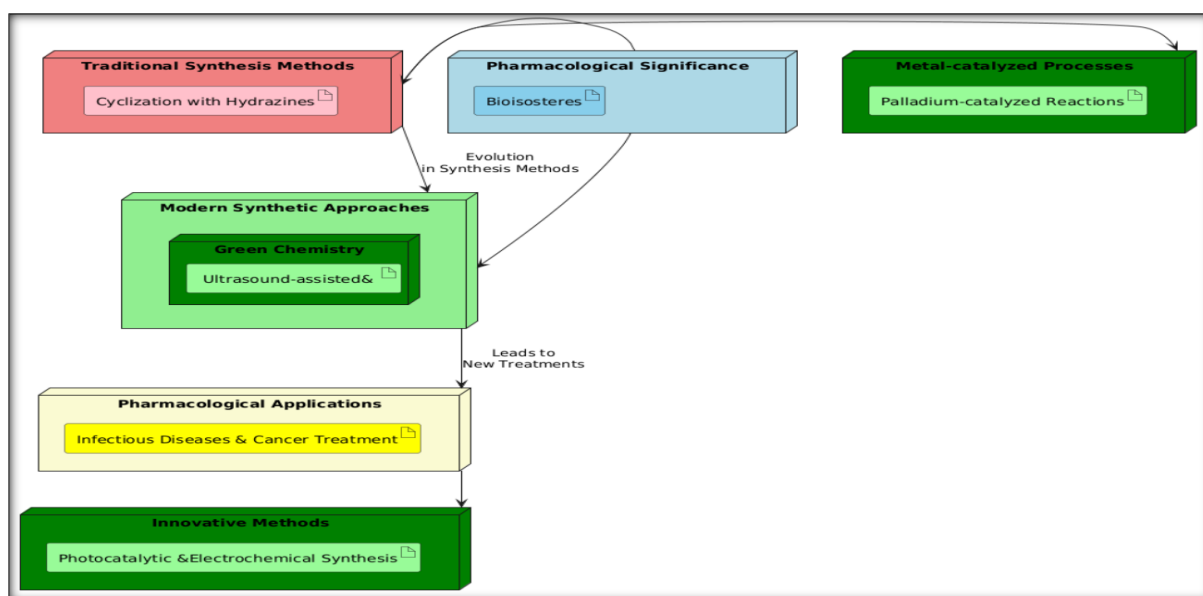 Traditional Synthesis Methods
Cyclization with Hydrazines
Pharmacological Significance
Bioisosteres
Metal-catalyzed Processes
Palladium-catalyzed Reactions
Evolution
in Synthesis Methods
Modern Synthetic Approaches
Green Chemistry
Ultrasound-assisted&
Leads to
New Treatments
Pharmacological Applications
Infectious Diseases & Cancer Treatment
Innovative Methods
Photocatalytic &Electrochemical Synthesis